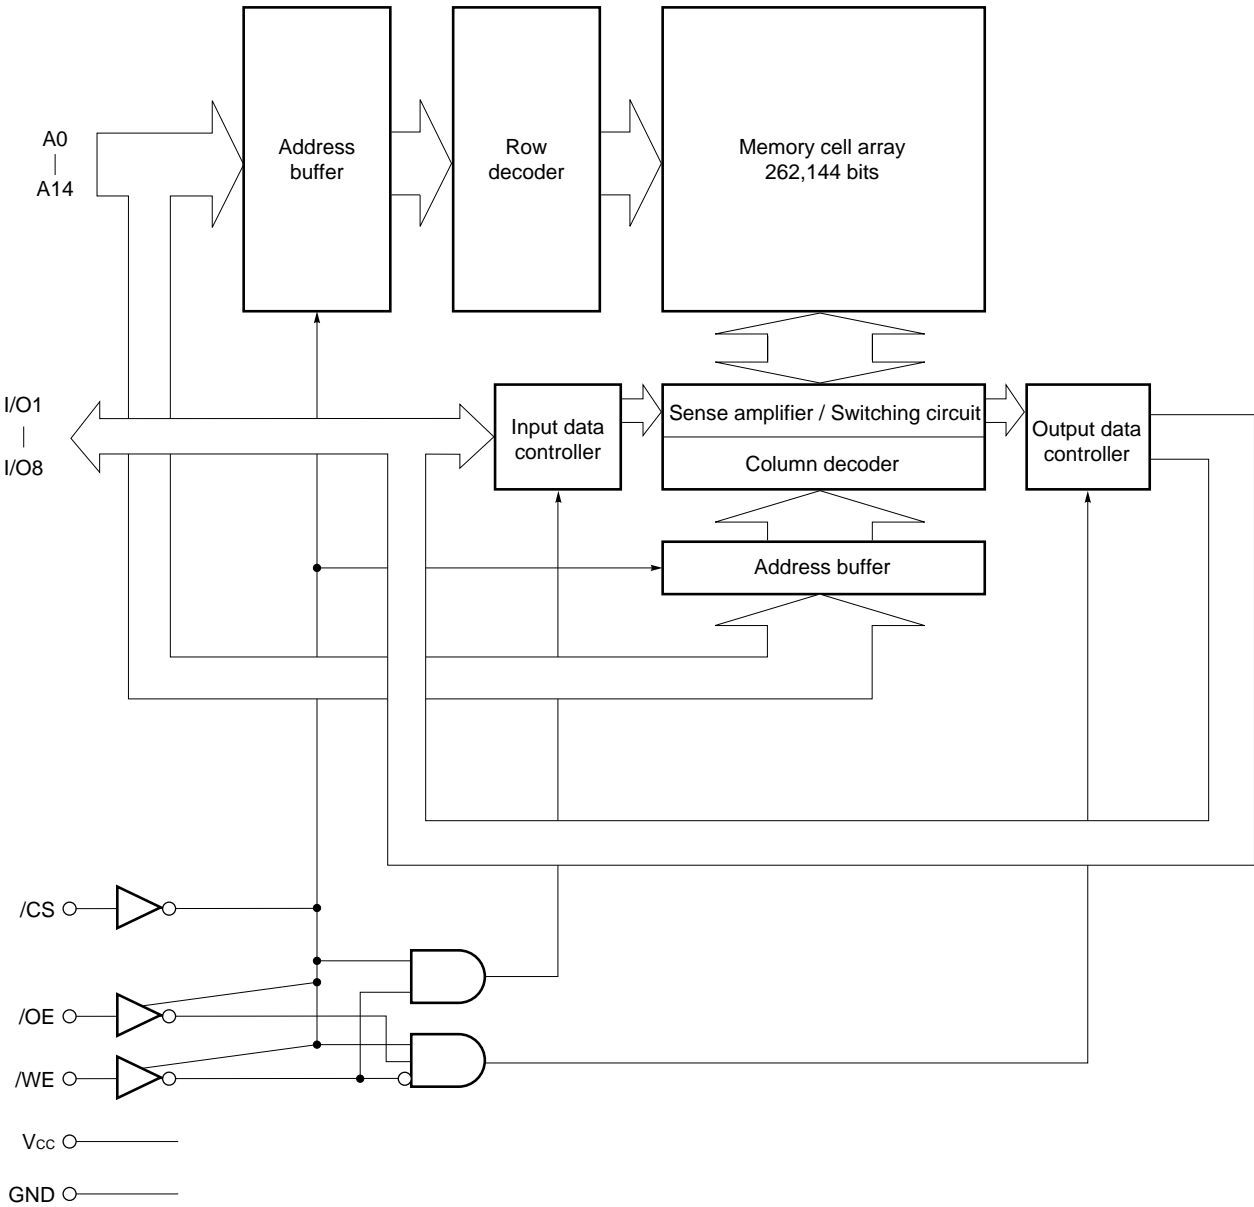 A0
A14
Address
buffer
Row
decoder
Memory cell array
262,144 bits
I/O1
I/O8
Input data
controller
Sense amplifier / Switching circuit
Column decoder
Output data
controller
Address buffer
/CS
/OE
/WE
VCC
GND